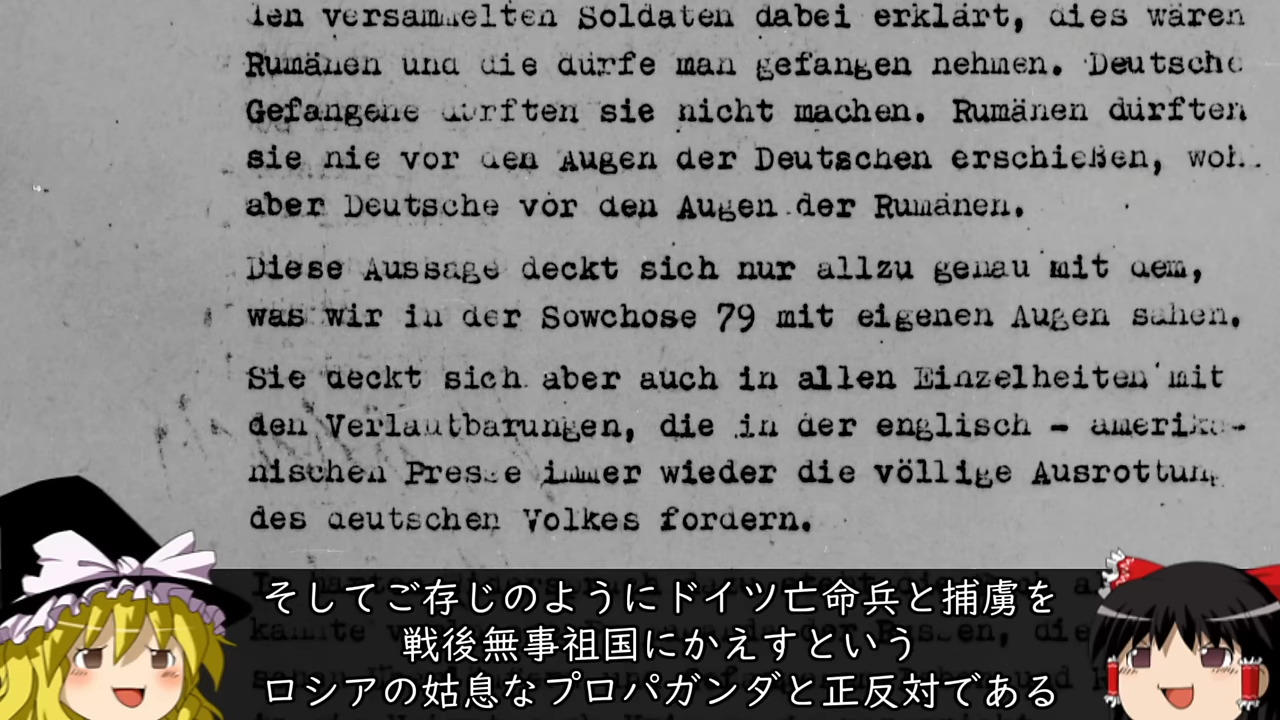 den versammelten Soldaten dabei erklärt, dies wären
Rumänen und die dürfe man gefangen nehmen. Deutsche
Gefangene dürften sie nicht machen. Rumänen dürften
sie nie vor den Augen der Deutschen erschießen, wohl
aber Deutsche vor den Augen der Rumänen.
Diese Aussage deckt sich nur allzu genau mit dem,
was wir in der Sowchose 79 mit eigenen Augen sahen.
Sie deckt sich aber auch in allen Einzelheiten mit
den Verlautbarungen, die in der englisch - amerika-
nischen Presse immer wieder die völlige Ausrottung
des deutschen Volkes fordern.
そしてご存じのようにドイツ亡命兵と捕虜を
戦後無事祖国にかえすという
ロシアの姑息なプロパガンダと正反対である